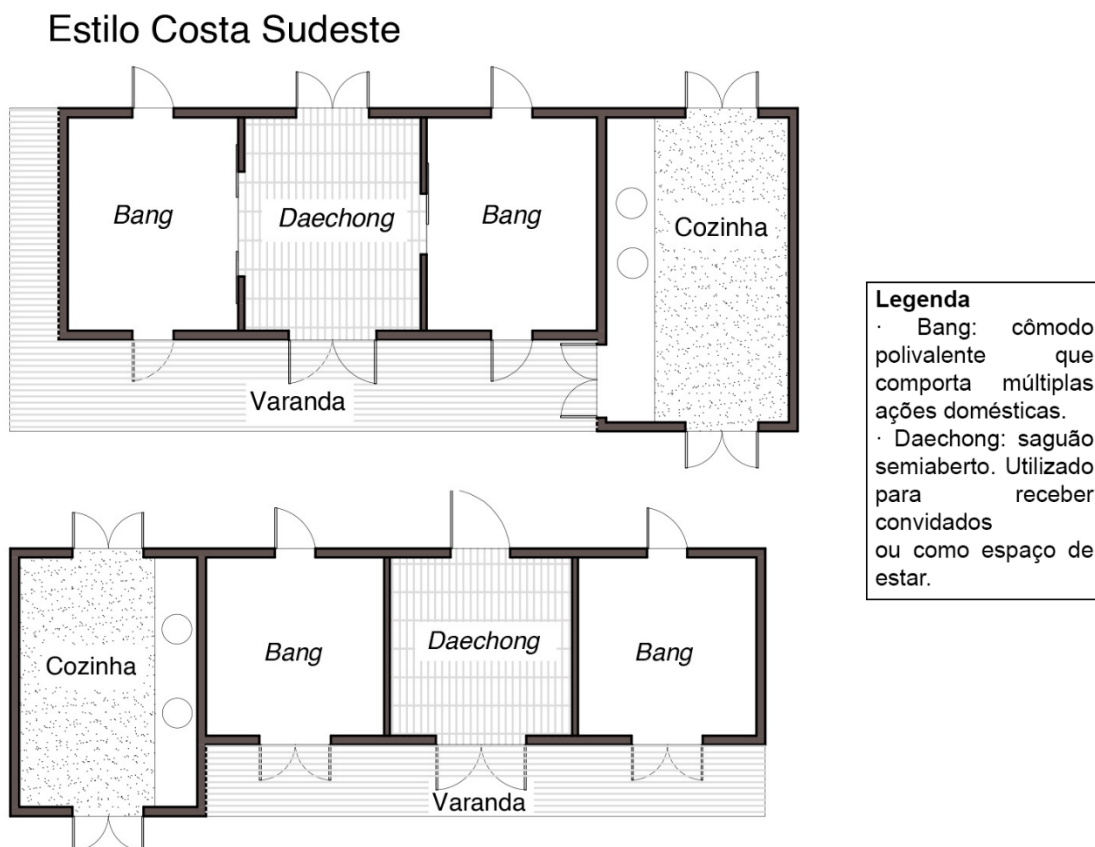 Estilo Costa Sudeste
Bang
Daechong
Bang
Cozinha
Varanda
Cozinha
Bang
Daechong
Bang
Varanda
Legenda
· Bang: cômodo
polivalente que
comporta múltiplas
ações domésticas.
· Daechong: saguão
semiaberto. Utilizado
para receber
convidados
ou como espaço de
estar.